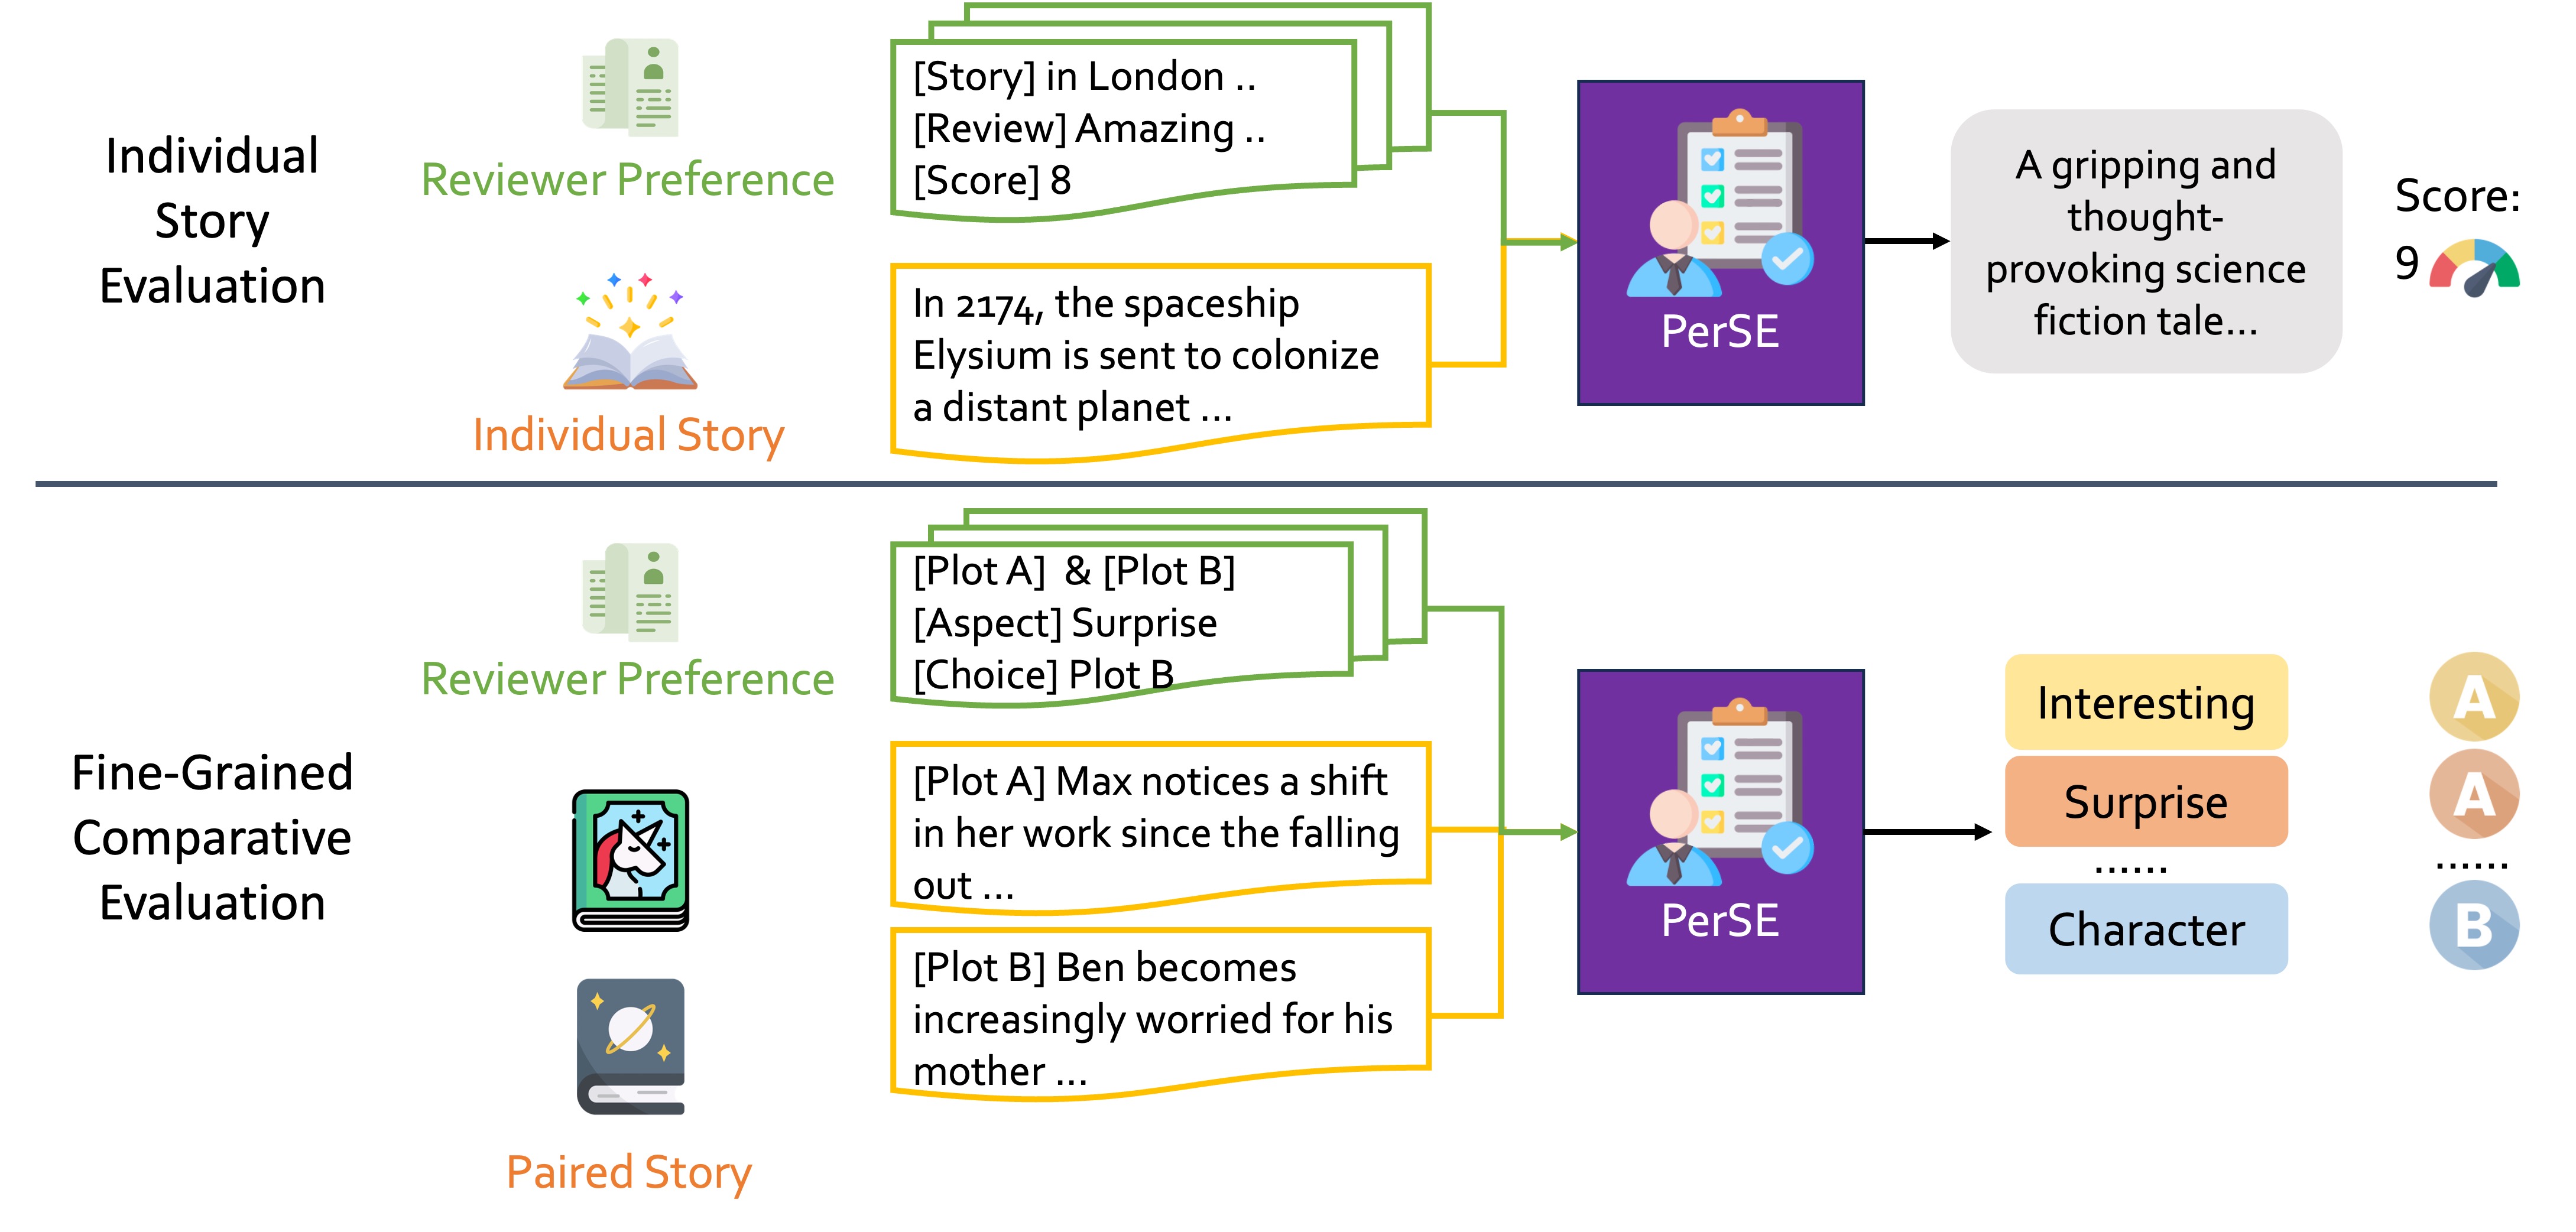 Individual
Story
Evaluation
Reviewer Preference
Individual Story
[Story] in London ..
[Review] Amazing ..
[Score] 8
In 2174, the spaceship
Elysium is sent to colonize
a distant planet ...
PerSE
A gripping and
thought-
provoking science
fiction tale...
Score:
9
Fine-Grained
Comparative
Evaluation
Reviewer Preference
Paired Story
[Plot A] & [Plot B]
[Aspect] Surprise
[Choice] Plot B
[Plot A] Max notices a shift
in her work since the falling
out ...
[Plot B] Ben becomes
increasingly worried for his
mother ...
PerSE
Interesting
A
Surprise
A
......
......
Character
B